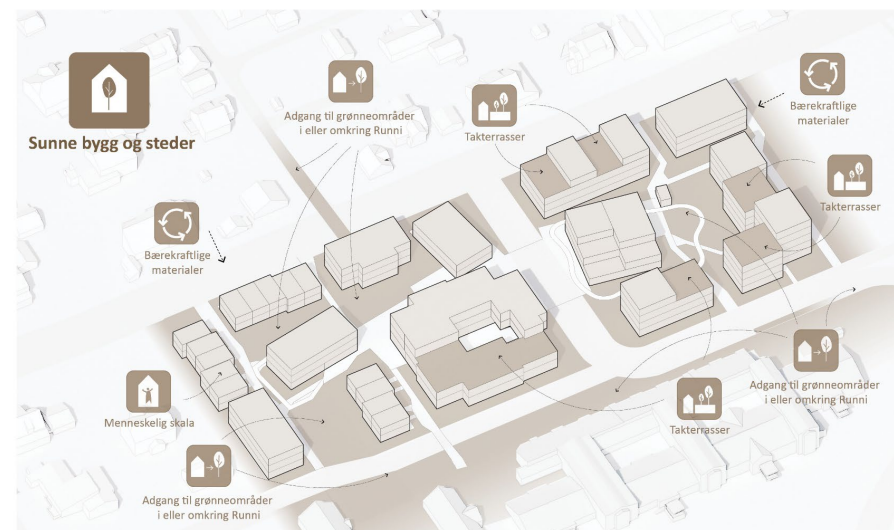 Sunne bygg og steder
Adgang til grønneområder
i eller omkring Runni
Takterrasser
Bærekraftlige
materialer
Takterrasser
Bærekraftlige
materialer
Menneskelig skala
Adgang til grønneområder
i eller omkring Runni
Takterrasser
Adgang til grønneområder
i eller omkring Runni